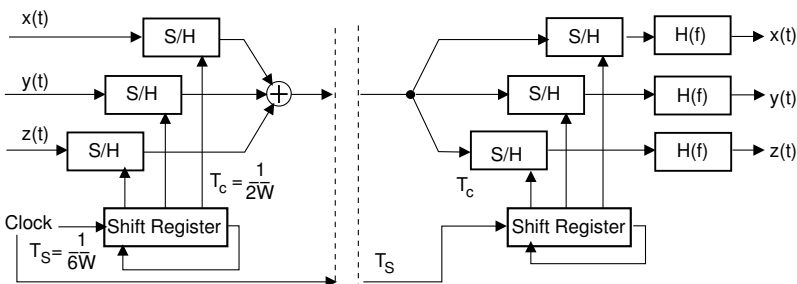 x(t)
S/H
S/H
H(f)
x(t)
y(t)
S/H
S/H
H(f)
y(t)
z(t)
S/H
S/H
H(f)
z(t)
T_c = 1/2W
T_c
Clock
Shift Register
Shift Register
T_S = 1/6W
T_S